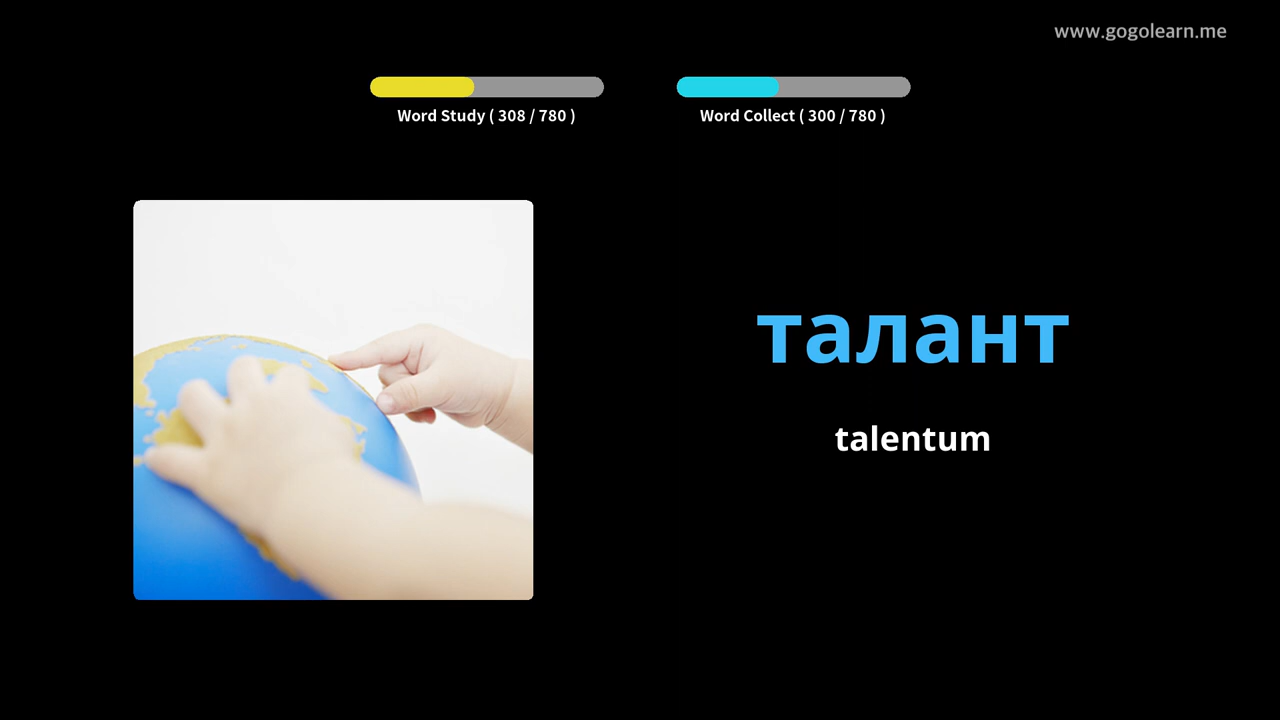 www.gogolearn.me
Word Study ( 308 / 780 )
Word Collect ( 300 / 780 )
талант
talentum